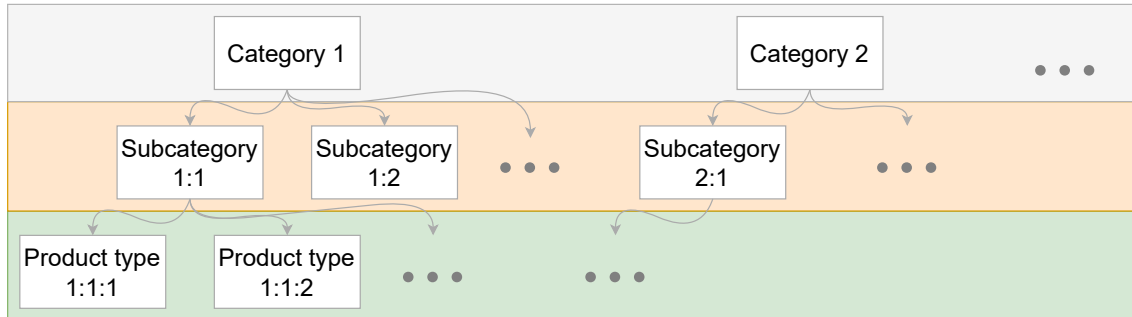 Category 1
Category 2
Subcategory
1:1
Subcategory
1:2
Subcategory
2:1
Product type
1:1:1
Product type
1:1:2